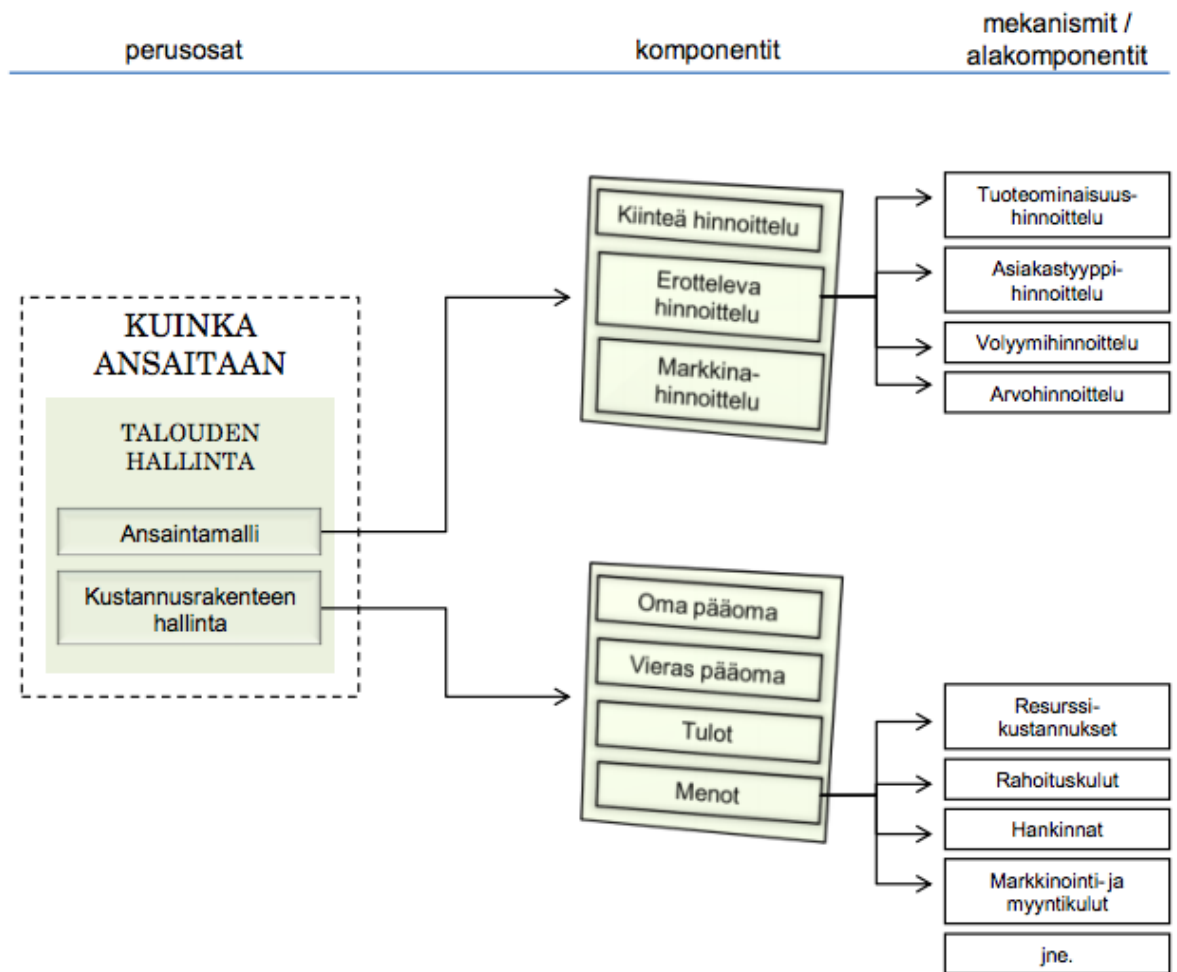 perusosat
komponentit
mekanismit /
alakomponentit
KUINKA
ANSAITAAN
TALOUDEN
HALLINTA
Ansaintamalli
Kustannusrakenteen
hallinta
Kiinteä hinnoittelu
Erotteleva
hinnoittelu
Markkina-
hinnoittelu
Tuoteominaisuus-
hinnoittelu
Asiakastyyppi-
hinnoittelu
Volyymihinnoittelu
Arvohinnoittelu
Oma pääoma
Vieras pääoma
Tulot
Menot
Resurssi-
kustannukset
Rahoituskulut
Hankinnat
Markkinointi- ja
myyntikulut
jne.